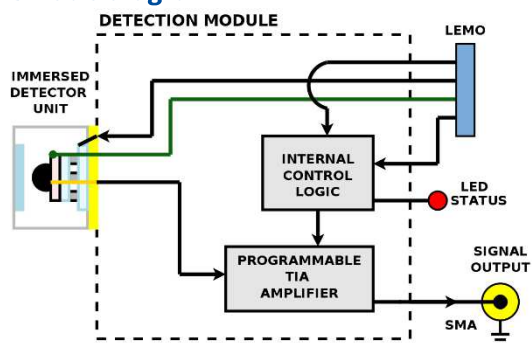 DETECTION MODULE
LEMO
IMMERSED
DETECTOR
UNIT
INTERNAL
CONTROL
LOGIC
LED
STATUS
PROGRAMMABLE
TIA
AMPLIFIER
SIGNAL
OUTPUT
SMA